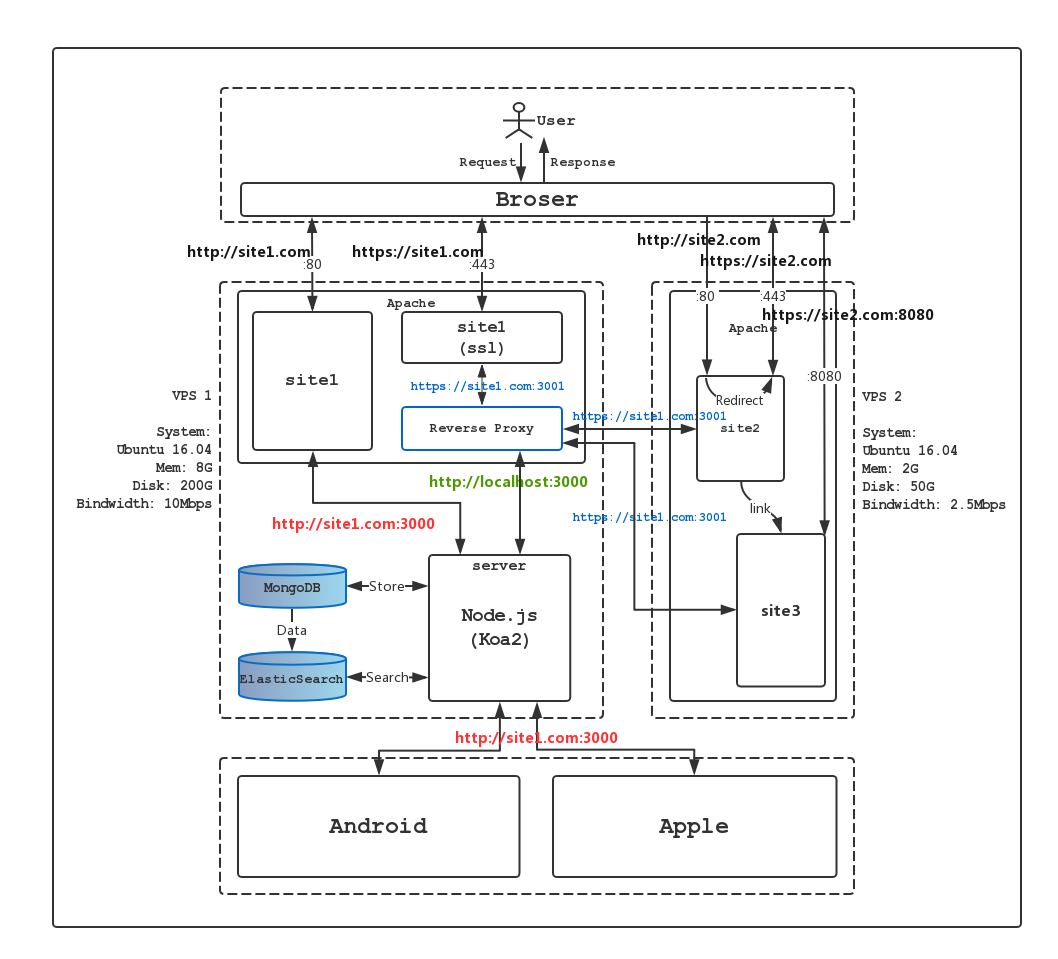 User
Request
Response
Broser
http://site1.com
https://site1.com
http://site2.com
https://site2.com
:80
:443
:80
:443
https://site2.com:8080
Apache
Apache
site1
site1
(ssl)
https://site1.com:3001
Reverse Proxy
https://site1.com:3001
:8080
Redirect
site2
VPS 1
System:
Ubuntu 16.04
Mem: 8G
Disk: 200G
Bindwidth: 10Mbps
VPS 2
System:
Ubuntu 16.04
Mem: 2G
Disk: 50G
Bindwidth: 2.5Mbps
http://localhost:3000
http://site1.com:3000
https://site1.com:3001
link
server
Node.js
(Koa2)
MongoDB
Store
Data
ElasticSearch
Search
site3
http://site1.com:3000
Android
Apple